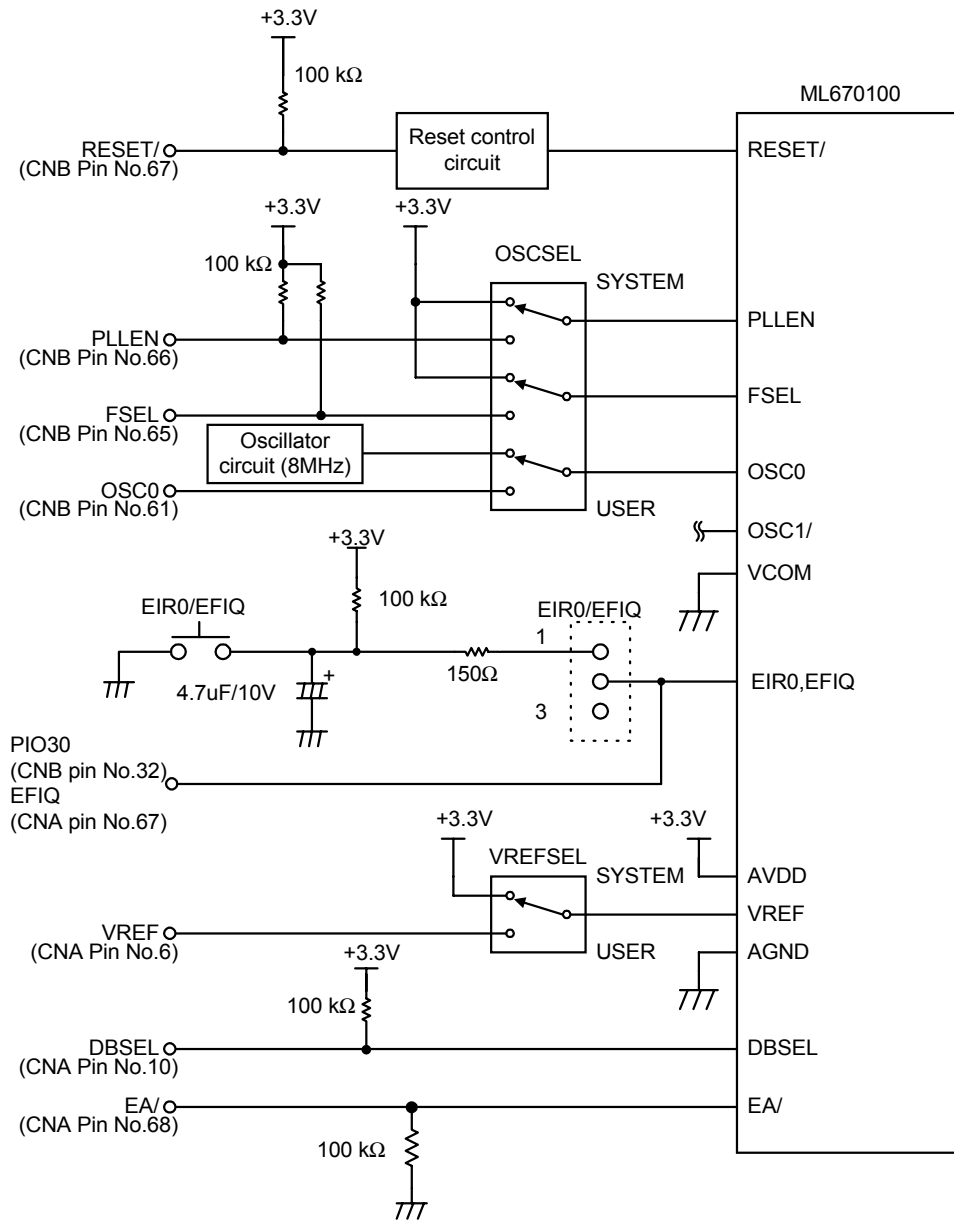 +3.3V
100 kΩ
ML670100
RESET/
(CNB Pin No.67)
Reset control
circuit
RESET/
+3.3V
+3.3V
100 kΩ
OSCSEL
SYSTEM
PLLEN
(CNB Pin No.66)
PLLEN
FSEL
(CNB Pin No.65)
FSEL
Oscillator
circuit (8MHz)
OSC0
OSC0
(CNB Pin No.61)
USER
OSC1/
+3.3V
VCOM
100 kΩ
EIR0/EFIQ
EIR0/EFIQ
1
+
150Ω
4.7uF/10V
EIR0,EFIQ
3
PIO30
(CNB pin No.32)
EFIQ
(CNA pin No.67)
+3.3V
+3.3V
VREFSEL
SYSTEM
AVDD
VREF
VREF
(CNA Pin No.6)
USER
AGND
+3.3V
100 kΩ
DBSEL
(CNA Pin No.10)
DBSEL
EA/
(CNA Pin No.68)
EA/
100 kΩ